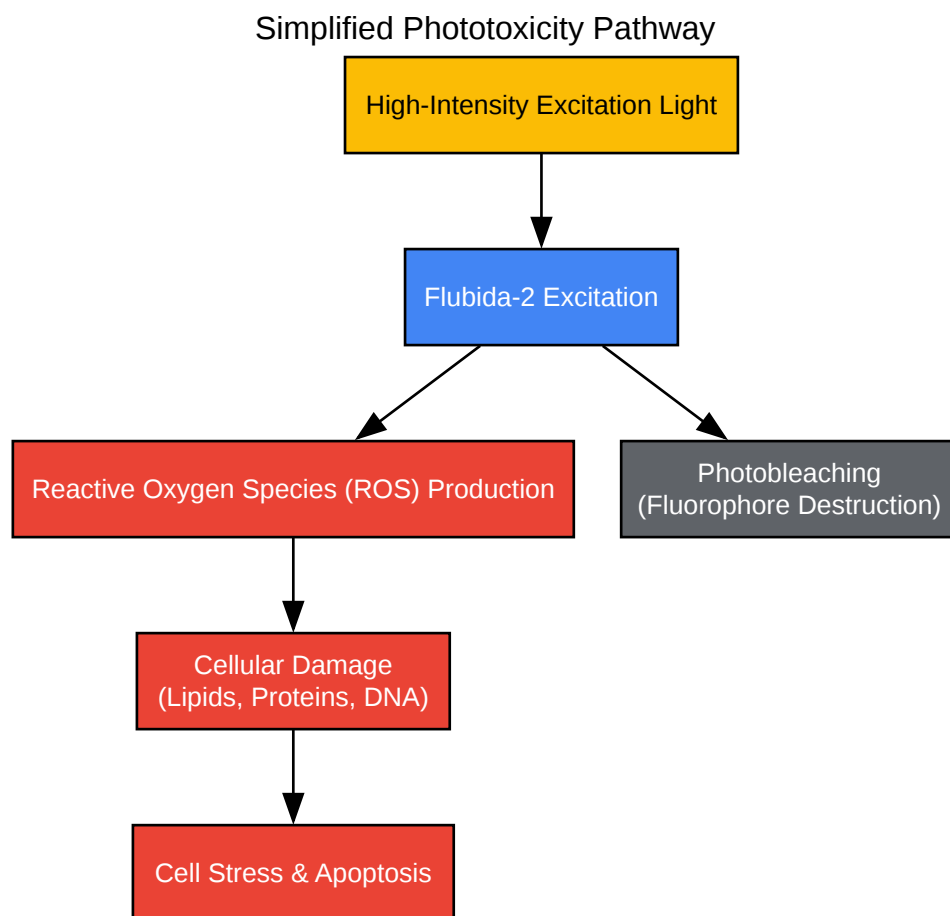 Simplified Phototoxicity Pathway
High-Intensity Excitation Light
Flubida-2 Excitation
Reactive Oxygen Species (ROS) Production
Photobleaching
(Fluorophore Destruction)
Cellular Damage
(Lipids, Proteins, DNA)
Cell Stress & Apoptosis